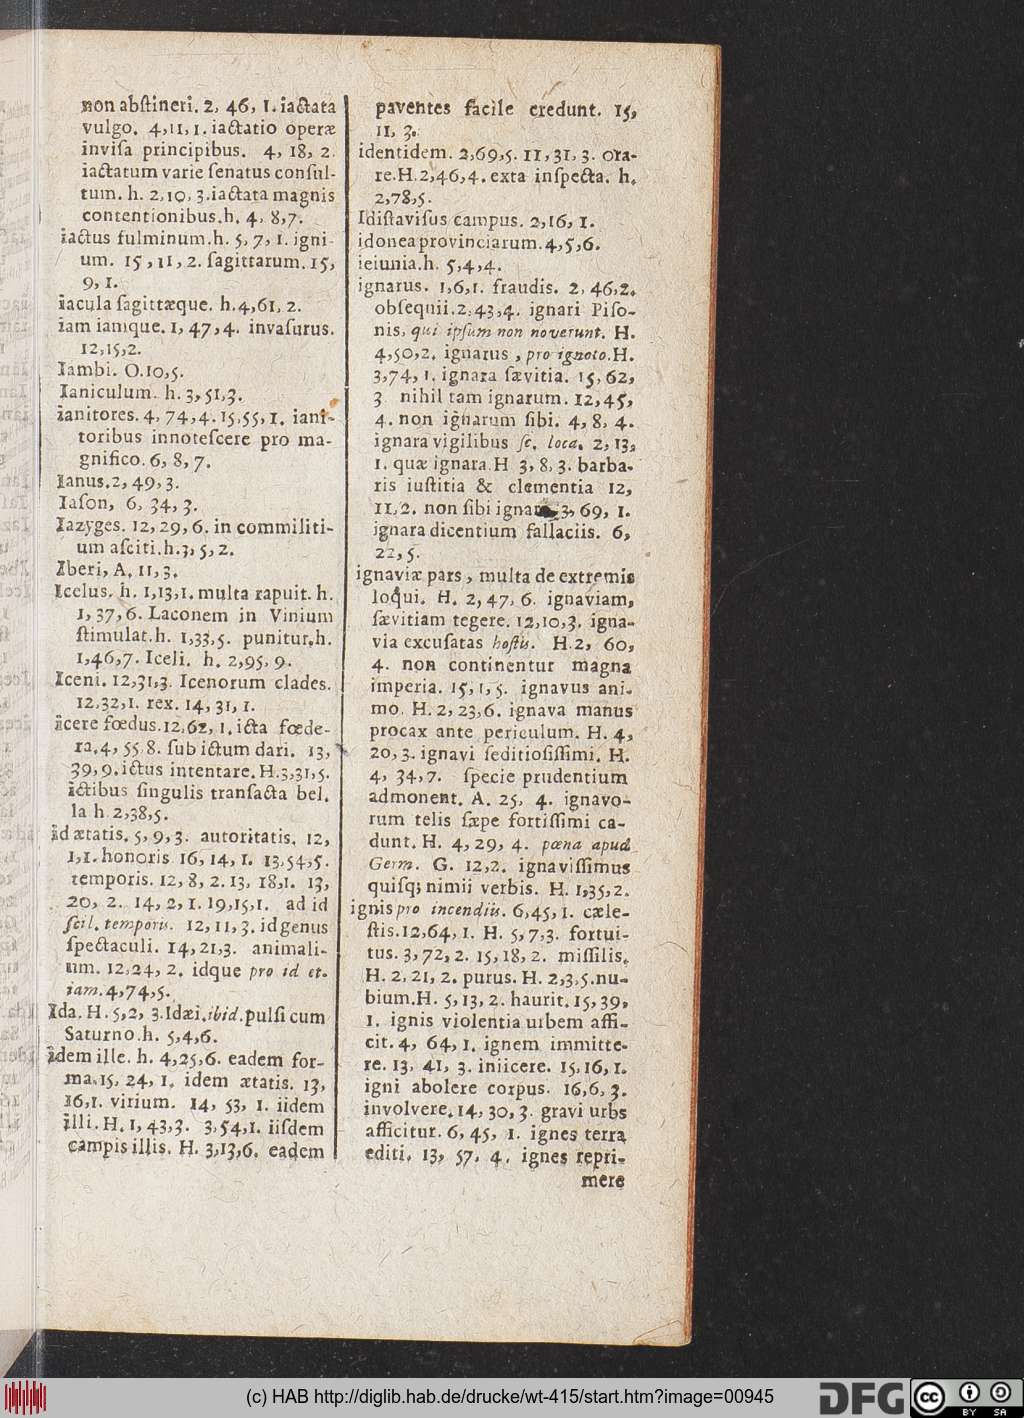 non abſtineri. 2, 46, 1. iactata
vulgo. 4,11,1. iactatio operæ
inviſa principibus. 4, 18, 2.
iactatum varie ſenatus conſul-
tum. h. 2,10, 3. iactata magnis
contentionibus. h. 4, 8,7.
iactus fulminum. h. 5, 7, 1. igni-
um. 15, 11, 2. ſagittarum. 15,
9, 1.
iacula ſagittæque. h. 4,61, 2.
iam iamque. 1, 47, 4. invaſurus.
12,15,2.
Iambi. O. 10,5.
Ianiculum. h. 3,51,3.
ianitores. 4, 74,4. 15,55,1. iani-
toribus innoteſcere pro ma-
gnifico. 6, 8, 7.
Ianus. 2, 49, 3.
Iaſon, 6, 34, 3.
Iazyges. 12, 29, 6. in commiliti-
um aſciti. h. 3, 5, 2.
Iberi, A. 11, 3.
Icelus. h. 1,13,1. multa rapuit. h.
1, 37,6. Laconem in Vinium
ſtimulat. h. 1,33,5. punitur. h.
1,46,7. Iceli. h. 2,95, 9.
Iceni. 12,31,3. Icenorum clades.
12,32,1. rex. 14, 31, 1.
icere fœdus. 12,62, 1. icta fœde-
ra. 4, 55 8. ſub ictum dari. 13,
39,9. ictus intentare. H. 3,31,5.
ictibus ſingulis tranſacta bel.
la h 2,38,5.
id ætatis. 5, 9, 3. autoritatis. 12,
1,1. honoris 16, 14, 1. 13,54,5.
temporis. 12, 8, 2. 13, 18,1. 13,
20, 2. 14, 2, 1. 19,15,1. ad id
ſcil. temporis. 12, 11, 3. id genus
ſpectaculi. 14,21,3. animali-
um. 12,24, 2. idque pro id et-
iam. 4,74,5.
Ida. H. 5,2, 3. Idæi. ibid. pulſi cum
Saturno. h. 5,4,6.
idem ille. h. 4,25,6. eadem for-
ma. 15, 24, 1. idem ætatis. 13,
16,1. virium. 14, 53, 1. iidem
illi. H. 1, 43,3. 3,54,1. iiſdem
campis illis. H. 3,13,6. eadem
paventes facile credunt. 15,
11, 3.
identidem. 2,69,5. 11,31,3. ora-
re. H. 2,46,4. exta inſpecta. h.
2,78,5.
Idiſtaviſus campus. 2,16, 1.
idonea provinciarum. 4,5,6.
ieiunia. h. 5,4,4.
ignarus. 1,6,1. fraudis. 2, 46,2.
obſequii. 2,43,4. ignari Piſo-
nis, qui ipſum non noverunt. H.
4,50,2. ignarus, pro ignoto. H.
3,74, 1. ignara ſævitia. 15,62,
3 nihil tam ignarum. 12,45,
4. non ignarum ſibi. 4, 8, 4.
ignara vigilibus ſc. loca. 2, 13,
1. quæ ignara. H 3, 8, 3. barba-
ris iuſtitia & clementia 12,
11,2. non ſibi 3, 69, 1.
ignara dicentium fallaciis. 6,
22,5.
ignaviæ pars, multa de extremis
loqui. H. 2,47, 6. ignaviam,
ſævitiam tegere. 12,10,3. igna-
via excuſatas hoſtis. H. 2, 60,
4. non continentur magna
imperia. 15,1,5. ignavus ani-
mo. H. 2, 23,6. ignava manus
procax ante periculum. H. 4,
20,3. ignavi ſeditioſiſſimi. H.
4, 34,7. ſpecie prudentium
admonent. A. 25, 4. ignavo-
rum telis ſæpe fortiſſimi ca-
dunt. H. 4, 29, 4. pœna apud
Germ. G. 12,2. ignaviſſimus
quiſq; nimii verbis. H. 1,35,2.
ignis pro incendiis. 6,45, 1. cæle-
ſtis. 12,64,1. H. 5, 7,3. fortui-
tus. 3,72,2. 15,18, 2. miſſilis.
H. 2, 21, 2. purus. H. 2,3,5. nu-
bium. H. 5, 13, 2. haurit. 15, 39,
1. ignis violentia urbem affi-
cit. 4, 64, 1. ignem immitte-
re. 13, 41, 3. iniicere. 15,16,1.
igni abolere corpus. 16,6,3.
involvere. 14, 30, 3. gravi urbs
afficitur. 6, 45, 1. ignes terra
editi. 13, 57, 4. ignes repri-
mere
(c) HAB http://diglib.hab.de/drucke/wt-415/start.htm?image=00945
DFG
cc
BY SA